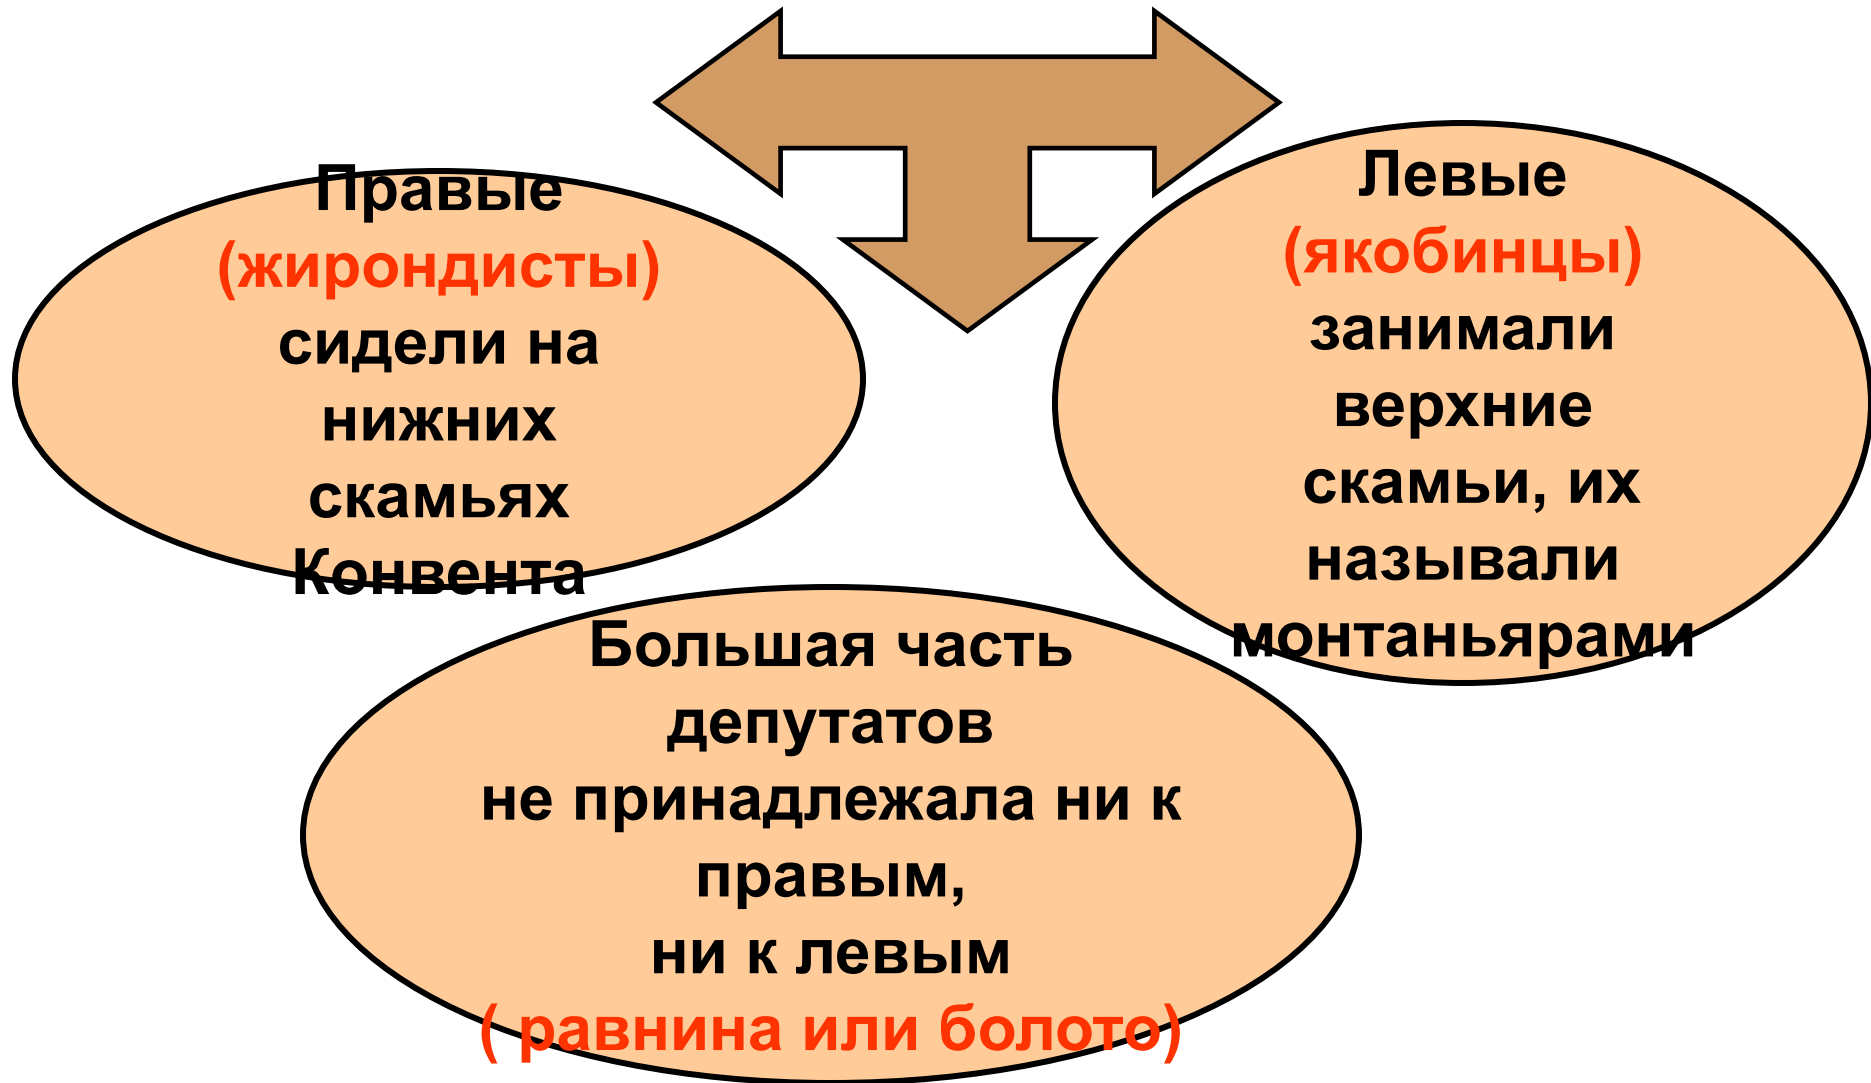 Правые
(жирондисты)
сидели на
нижних
скамьях
Конвента
Левые
(якобинцы)
занимали
верхние
скамьи, их
называли
монтаньярами
Большая часть
депутатов
не принадлежала ни к
правым,
ни к левым
( равнина или болото)